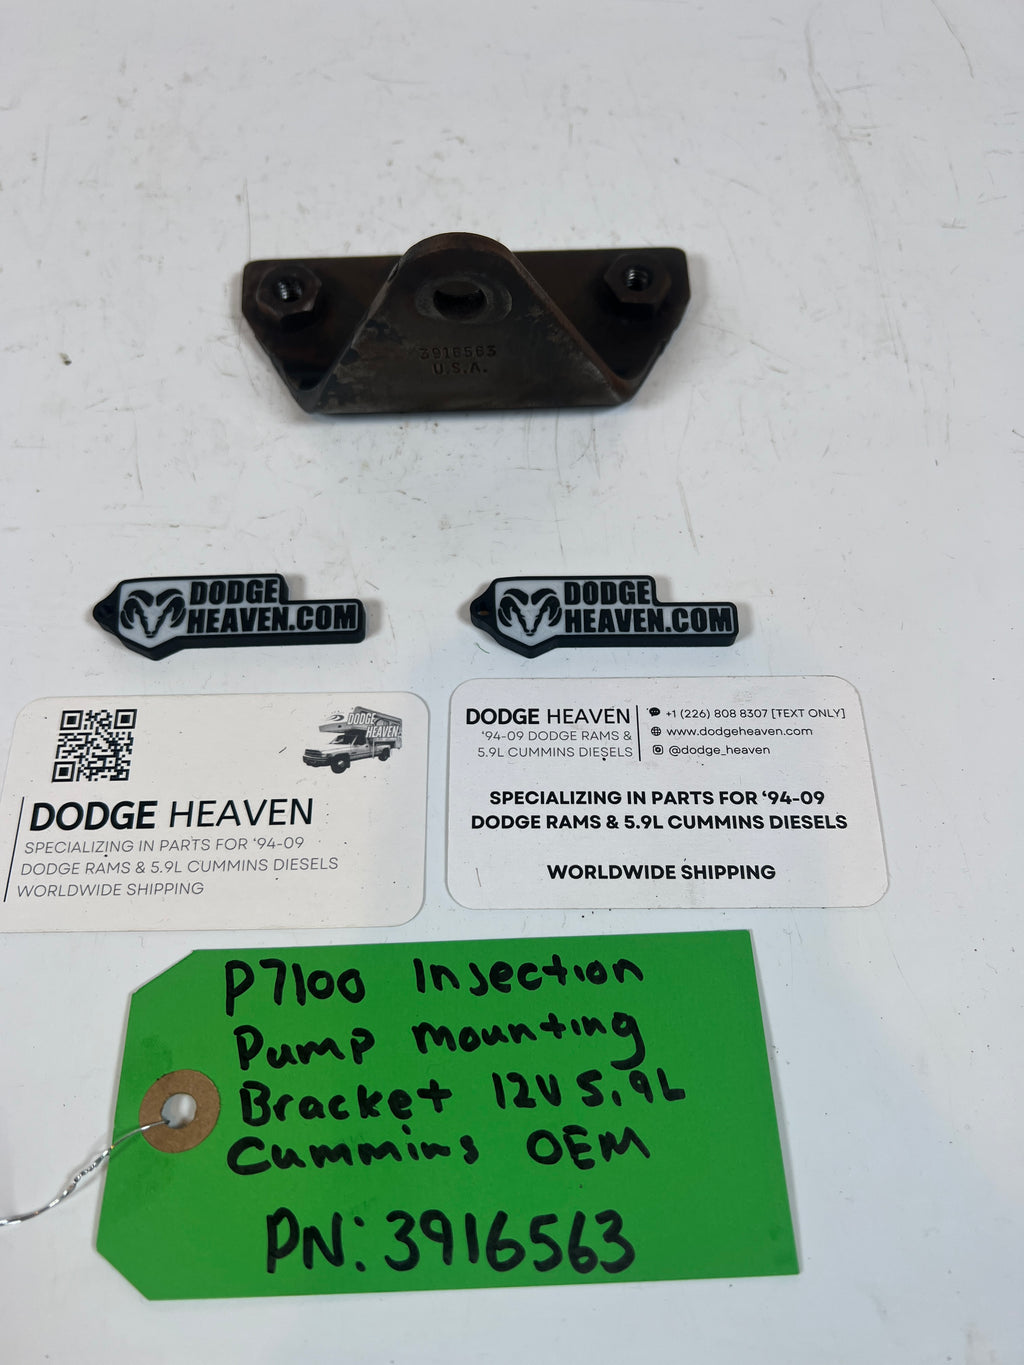 3916563
U.S.A.
DODGE
HEAVEN.COM
DODGE
HEAVEN.COM
DODGE
HEAVEN
DODGE HEAVEN
SPECIALIZING IN PARTS FOR ‘94-09
DODGE RAMS & 5.9L CUMMINS DIESELS
WORLDWIDE SHIPPING
DODGE HEAVEN
‘94-09 DODGE RAMS &
5.9L CUMMINS DIESELS
+1 (226) 808 8307 [TEXT ONLY]
www.dodgeheaven.com
@dodge_heaven
SPECIALIZING IN PARTS FOR ‘94-09
DODGE RAMS & 5.9L CUMMINS DIESELS
WORLDWIDE SHIPPING
P7100 Injection
Pump Mounting
Bracket 12V 5.9L
Cummins OEM
PN: 3916563